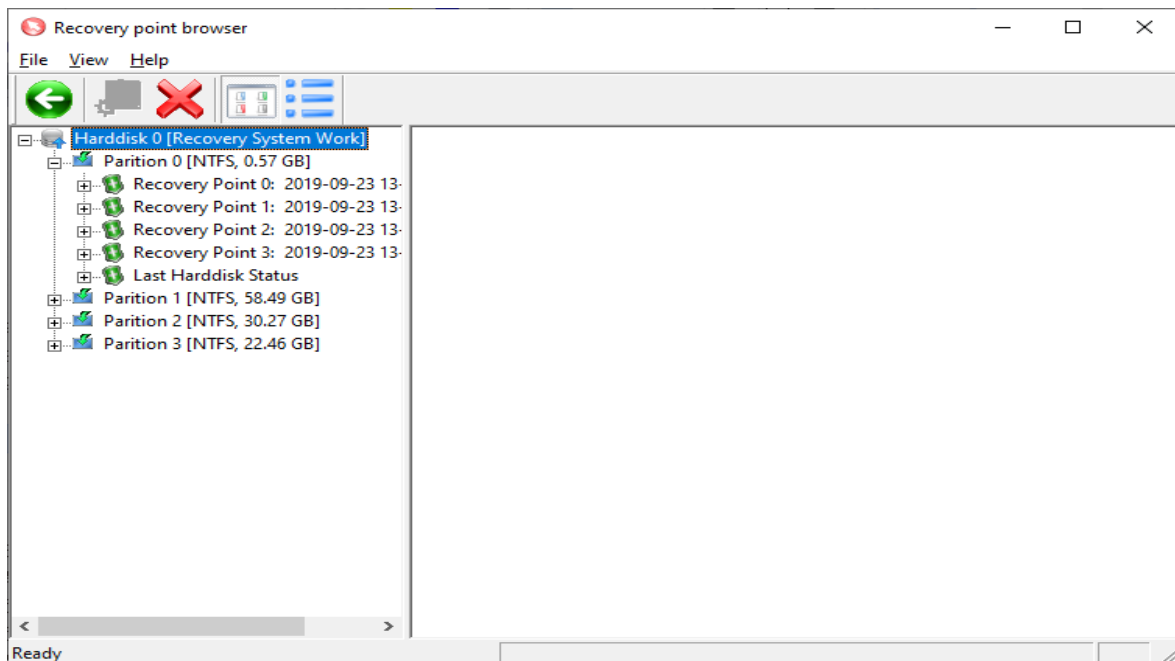 Recovery point browser
File View Help
Harddisk 0 [Recovery System Work]
Parition 0 [NTFS, 0.57 GB]
Recovery Point 0: 2019-09-23 13-
Recovery Point 1: 2019-09-23 13-
Recovery Point 2: 2019-09-23 13-
Recovery Point 3: 2019-09-23 13-
Last Harddisk Status
Parition 1 [NTFS, 58.49 GB]
Parition 2 [NTFS, 30.27 GB]
Parition 3 [NTFS, 22.46 GB]
Ready